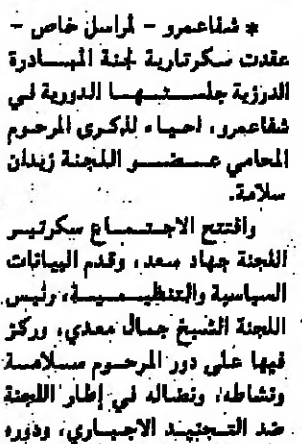 * شفاعمرو – لمراسل خاص –
عقدت سكرتارية لجنة المبادرة
الدرزية جلستها الدورية في
شفاعمرو، احياء لذكرى المرحوم
المحامي عضو اللجنة زيدان
سلامة.
وافتتح الاجتماع سكرتير
اللجنة جهاد سعد، وقدم البيانات
السياسية والتنظيمية، رئيس
اللجنة الشيخ جمال معدي، وركز
فيها على دور المرحوم سلامة
ونشاطه، ونضاله في إطار اللجنة
ضد التجنيد الاجباري، ودوره